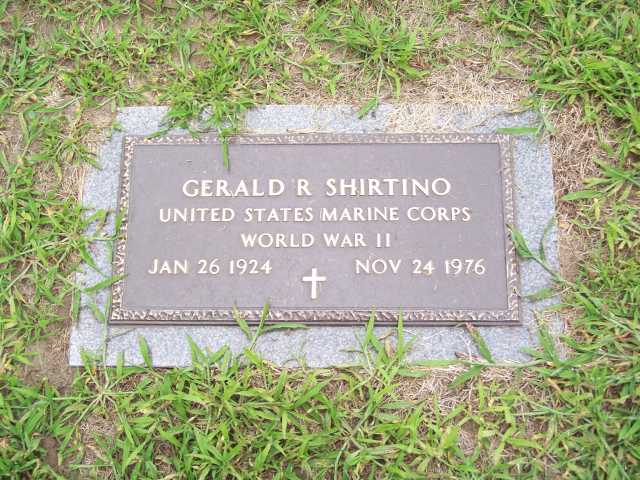 GERALD R SHIRTINO
UNITED STATES MARINE CORPS
WORLD WAR II
JAN 26 1924 NOV 24 1976